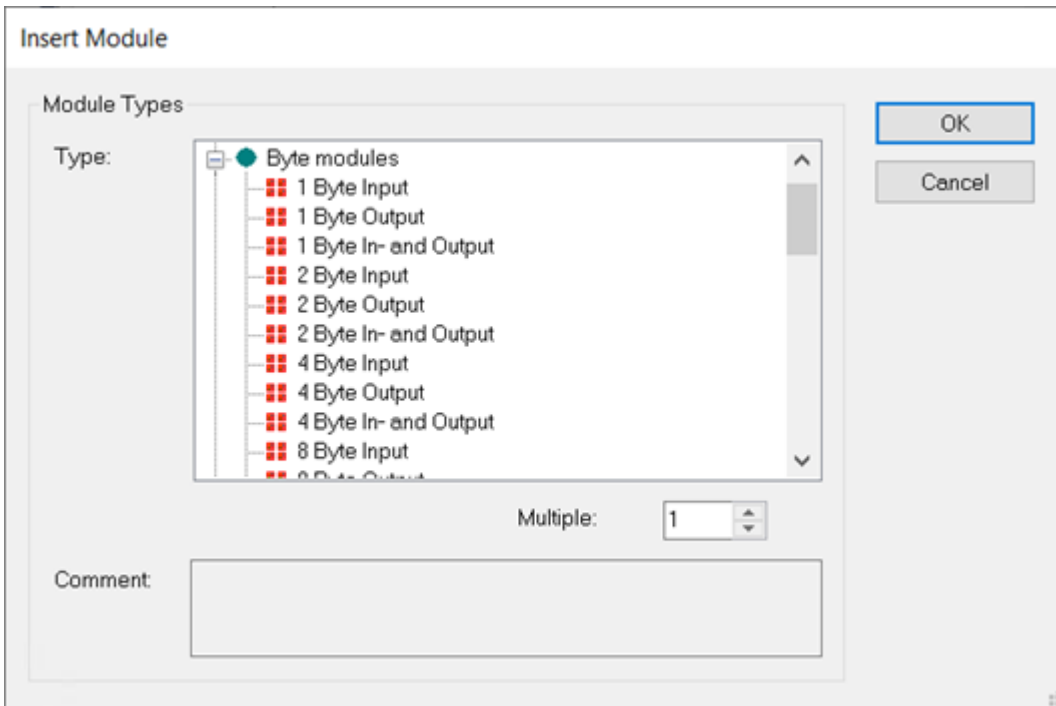 Insert Module
Module Types
Type:
Byte modules
1 Byte Input
1 Byte Output
1 Byte In- and Output
2 Byte Input
2 Byte Output
2 Byte In- and Output
4 Byte Input
4 Byte Output
4 Byte In- and Output
8 Byte Input
OK
Cancel
Multiple: 1
Comment: